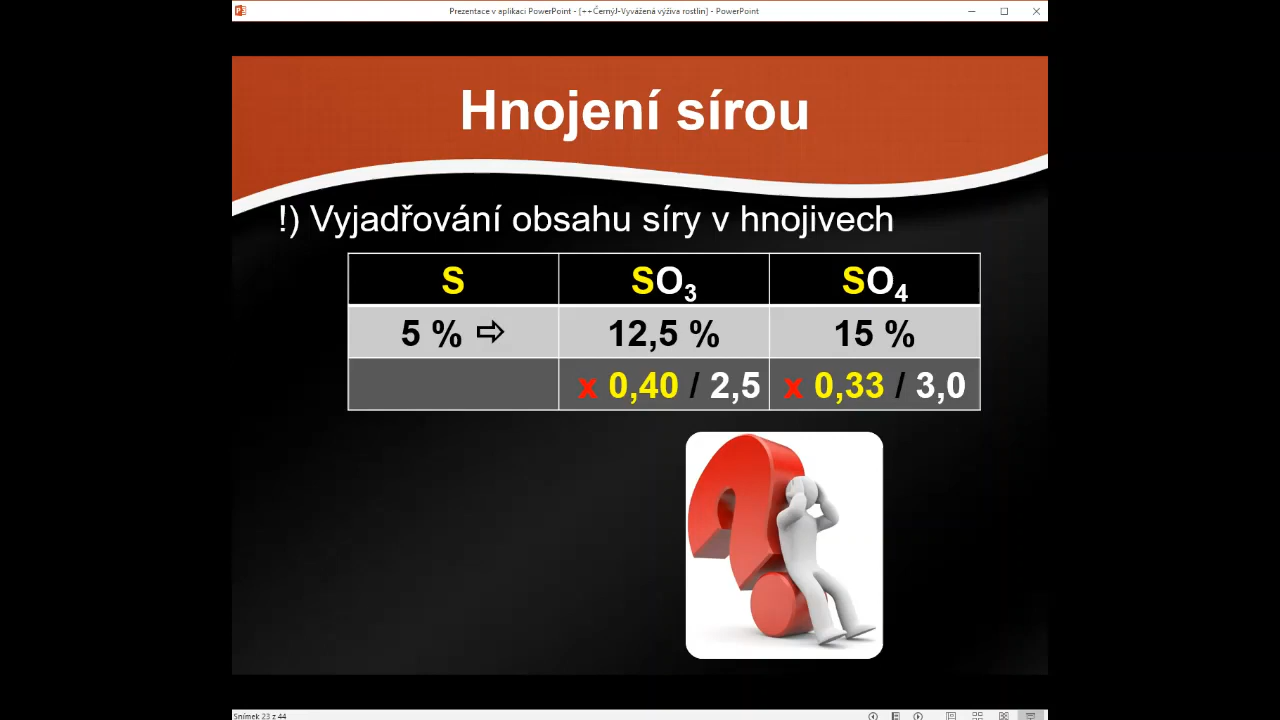 Prezentace v aplikaci PowerPoint - [++ČernýJ-Vyvážená výživa rostlin] - PowerPoint
Hnojení sírou
!) Vyjadřování obsahu síry v hnojivech
S SO₃ SO₄
5 % ⇨ 12,5 % 15 %
x 0,40 / 2,5 x 0,33 / 3,0
Snímek 23 z 44